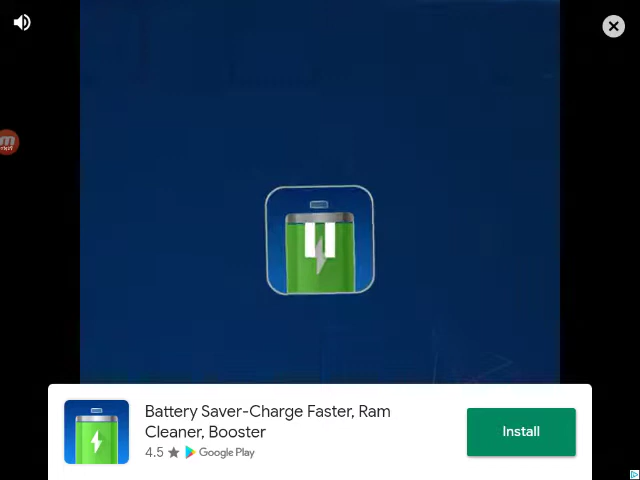 Battery Saver-Charge Faster, Ram
Cleaner, Booster
4.5 Google Play
Install